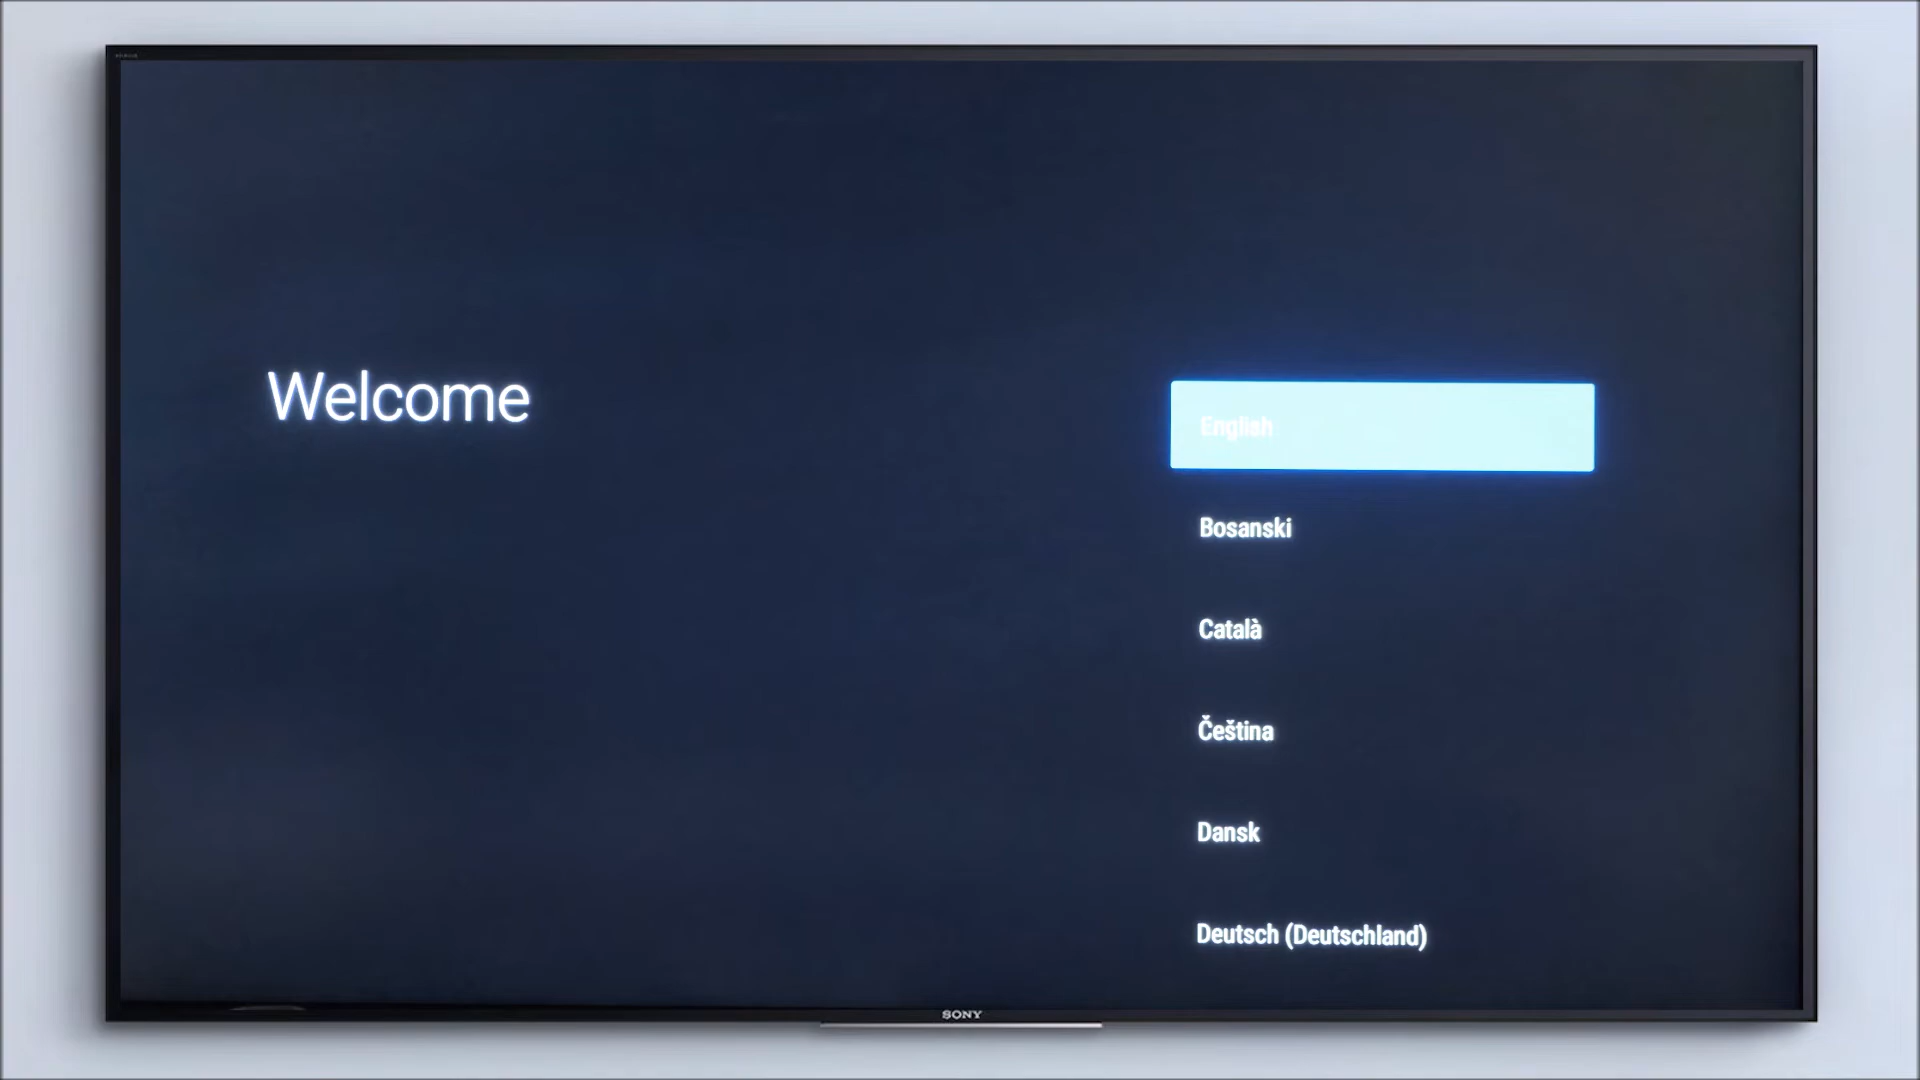 Welcome
English
Bosanski
Català
Čeština
Dansk
Deutsch (Deutschland)
SONY